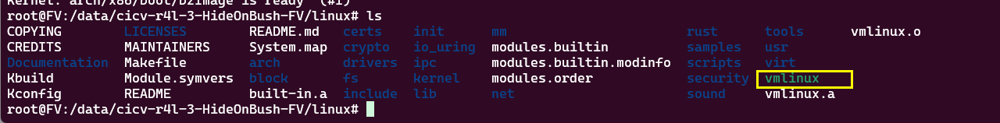 Kernel: arch/x86/boot/bzImage is ready  (#1)
root@FV:/data/cicv-r4l-3-HideOnBush-FV/linux# ls
COPYING        LICENSES        README.md   certs    init      mm                       rust      tools      vmlinux.o
CREDITS        MAINTAINERS     System.map  crypto   io_uring  modules.builtin          samples   usr
Documentation  Makefile        arch        drivers  ipc       modules.builtin.modinfo  scripts   virt
Kbuild         Module.symvers  block       fs       kernel    modules.order            security  vmlinux
Kconfig        README          built-in.a  include  lib       net                      sound     vmlinux.a
root@FV:/data/cicv-r4l-3-HideOnBush-FV/linux#